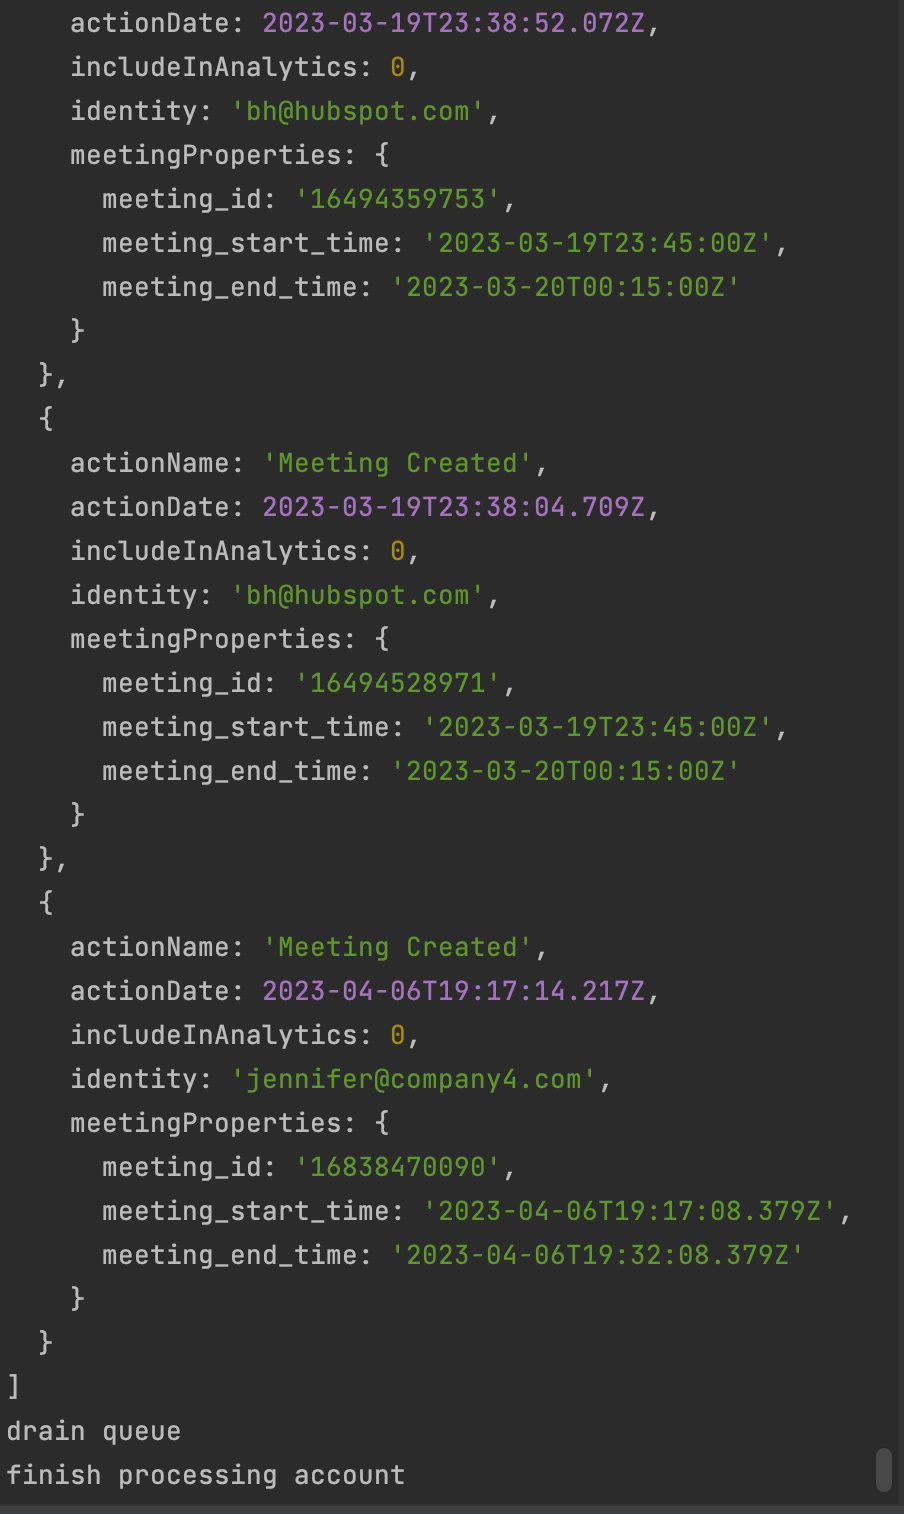 actionDate: 2023-03-19T23:38:52.072Z,
includeInAnalytics: 0,
identity: 'bh@hubspot.com',
meetingProperties: {
meeting_id: '16494359753',
meeting_start_time: '2023-03-19T23:45:00Z',
meeting_end_time: '2023-03-20T00:15:00Z'
}
},
{
actionName: 'Meeting Created',
actionDate: 2023-03-19T23:38:04.709Z,
includeInAnalytics: 0,
identity: 'bh@hubspot.com',
meetingProperties: {
meeting_id: '16494528971',
meeting_start_time: '2023-03-19T23:45:00Z',
meeting_end_time: '2023-03-20T00:15:00Z'
}
},
{
actionName: 'Meeting Created',
actionDate: 2023-04-06T19:17:14.217Z,
includeInAnalytics: 0,
identity: 'jennifer@company4.com',
meetingProperties: {
meeting_id: '16838470090',
meeting_start_time: '2023-04-06T19:17:08.379Z',
meeting_end_time: '2023-04-06T19:32:08.379Z'
}
}
]
drain queue
finish processing account